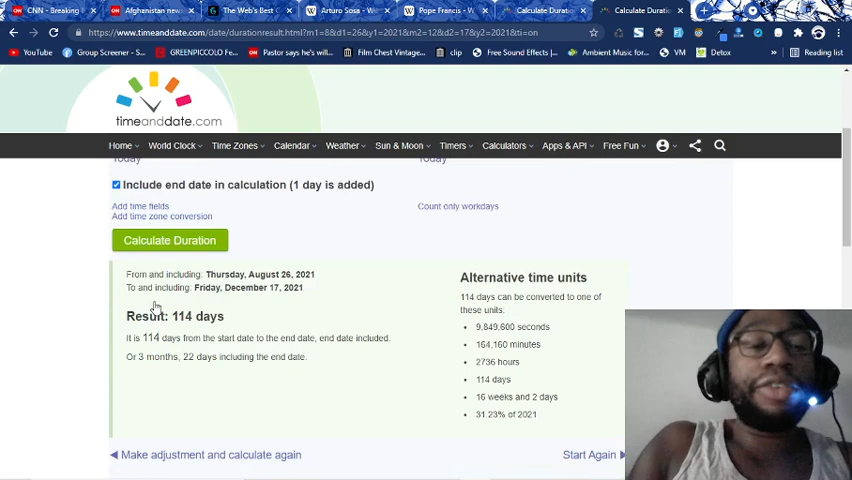 CNN - Breaking
Afghanistan new
The Web's Best C
Arturo Sosa - Wi
Pope Francis - W
Calculate Duration
Calculate Duratio
https://www.timeanddate.com/date/durationresult.html?m1=8&d1=26&y1=2021&m2=12&d2=17&y2=2021&ti=on
YouTube
Group Screener - S...
GREENPICCOLO Fe...
Pastor says he's will...
Film Chest Vintage...
clip
Free Sound Effects |...
Ambient Music for...
VM
Detox
Reading list
timeanddate.com
Home
World Clock
Time Zones
Calendar
Weather
Sun & Moon
Timers
Calculators
Apps & API
Free Fun
Today
Today
Include end date in calculation (1 day is added)
Add time fields
Count only workdays
Add time zone conversion
Calculate Duration
From and including: Thursday, August 26, 2021
To and including: Friday, December 17, 2021
Result: 114 days
It is 114 days from the start date to the end date, end date included.
Or 3 months, 22 days including the end date.
Alternative time units
114 days can be converted to one of
these units:
9,849,600 seconds
164,160 minutes
2736 hours
114 days
16 weeks and 2 days
31.23% of 2021
Make adjustment and calculate again
Start Again